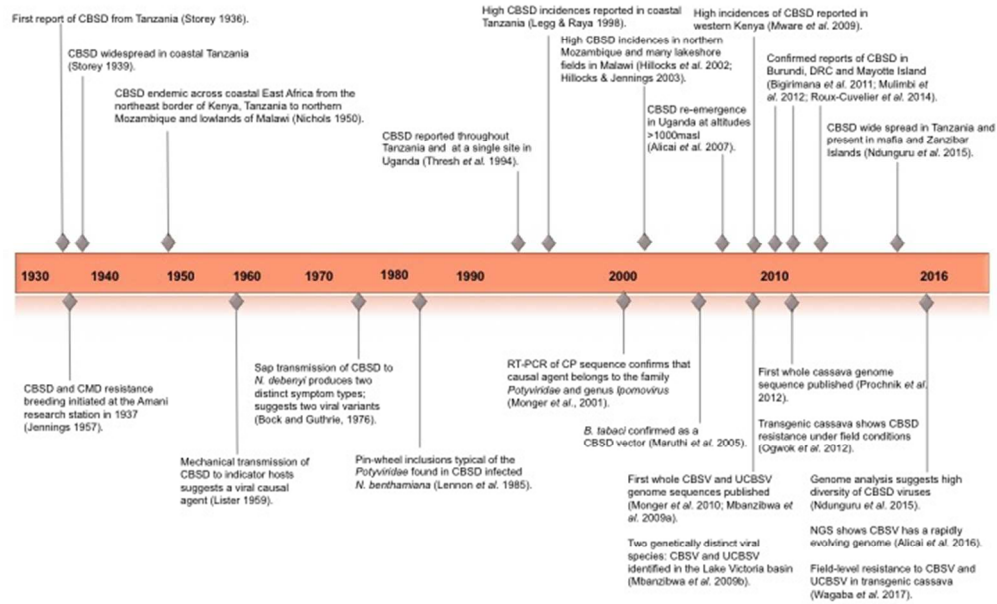 First report of CBSD from Tanzania (Storey 1936).
CBSD widespread in coastal Tanzania
(Storey 1939).
CBSD endemic across coastal East Africa from the
northeast border of Kenya, Tanzania to northern
Mozambique and lowlands of Malawi (Nichols 1950).
CBSD reported throughout
Tanzania and at a single site in
Uganda (Thresh et al. 1994).
High CBSD incidences reported in coastal
Tanzania (Legg & Raya 1998).
High CBSD incidences in northern
Mozambique and many lakeshore
fields in Malawi (Hillocks et al. 2002;
Hillocks & Jennings 2003).
CBSD re-emergence
in Uganda at altitudes
>1000masl
(Alicai et al. 2007).
High incidences of CBSD reported in
western Kenya (Mware et al. 2009).
Confirmed reports of CBSD in
Burundi, DRC and Mayotte Island
(Bigirimana et al. 2011; Mulimbi et
al. 2012; Roux-Cuvelier et al. 2014).
CBSD wide spread in Tanzania and
present in mafia and Zanzibar
Islands (Ndunguru et al. 2015).
1930 1940 1950 1960 1970 1980 1990 2000 2010 2016
CBSD and CMD resistance
breeding initiated at the Amani
research station in 1937
(Jennings 1957).
Mechanical transmission of
CBSD to indicator hosts
suggests a viral causal
agent (Lister 1959).
Sap transmission of CBSD to
N. debenyi produces two
distinct symptom types;
suggests two viral variants
(Bock and Guthrie, 1976).
Pin-wheel inclusions typical of the
Potyviridae found in CBSD infected
N. benthamiana (Lennon et al. 1985).
RT-PCR of CP sequence confirms that
causal agent belongs to the family
Potyviridae and genus Ipomovirus
(Monger et al., 2001).
B. tabaci confirmed as a
CBSD vector (Maruthi et al. 2005).
First whole CBSV and UCBSV
genome sequences published
(Monger et al. 2010; Mbanzibwa et
al. 2009a).
Two genetically distinct viral
species: CBSV and UCBSV
identified in the Lake Victoria basin
(Mbanzibwa et al. 2009b).
First whole cassava genome
sequence published (Prochnik et al,
2012).
Transgenic cassava shows CBSD
resistance under field conditions
(Ogwok et al. 2012).
Genome analysis suggests high
diversity of CBSD viruses
(Ndunguru et al. 2015).
NGS shows CBSV has a rapidly
evolving genome (Alicai et al. 2016).
Field-level resistance to CBSV and
UCBSV in transgenic cassava
(Wagaba et al. 2017).